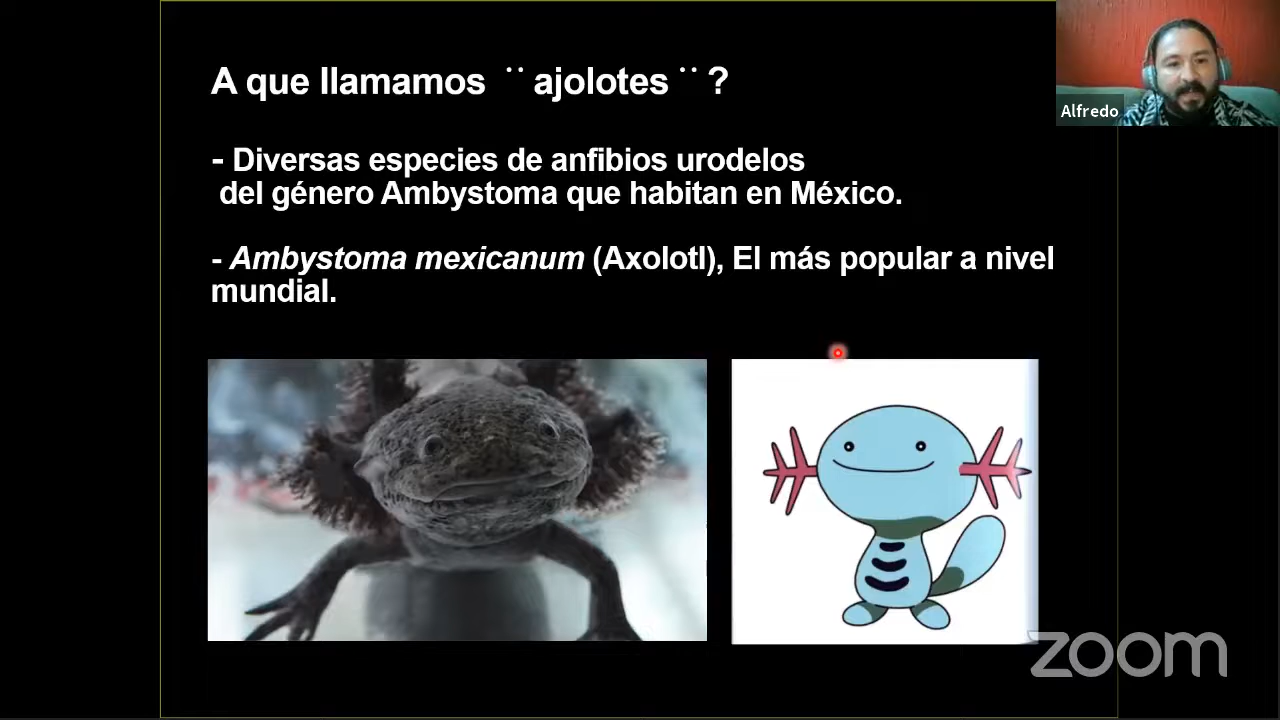 A que llamamos ¨ ajolotes ¨ ?
- Diversas especies de anfibios urodelos
del género Ambystoma que habitan en México.
- Ambystoma mexicanum (Axolotl), El más popular a nivel
mundial.
Alfredo
zoom